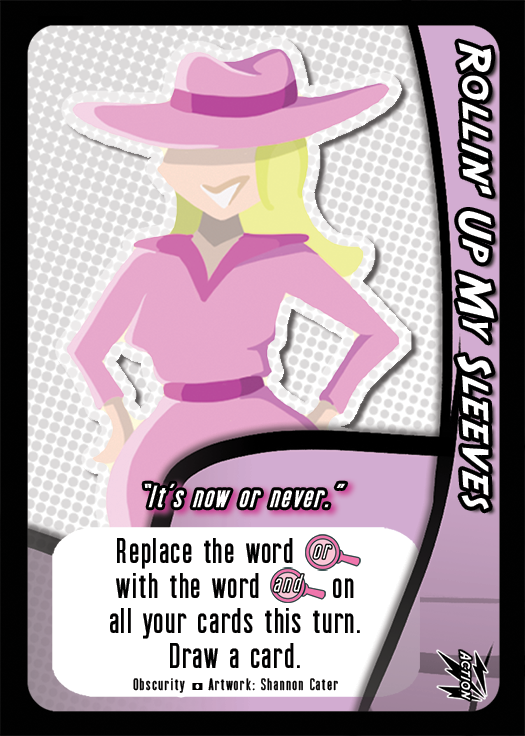 Rollin' Up My Sleeves
"It's now or never."
Replace the word or
with the word and on
all your cards this turn.
Draw a card.
Obscurity Artwork: Shannon Cater
ACTION